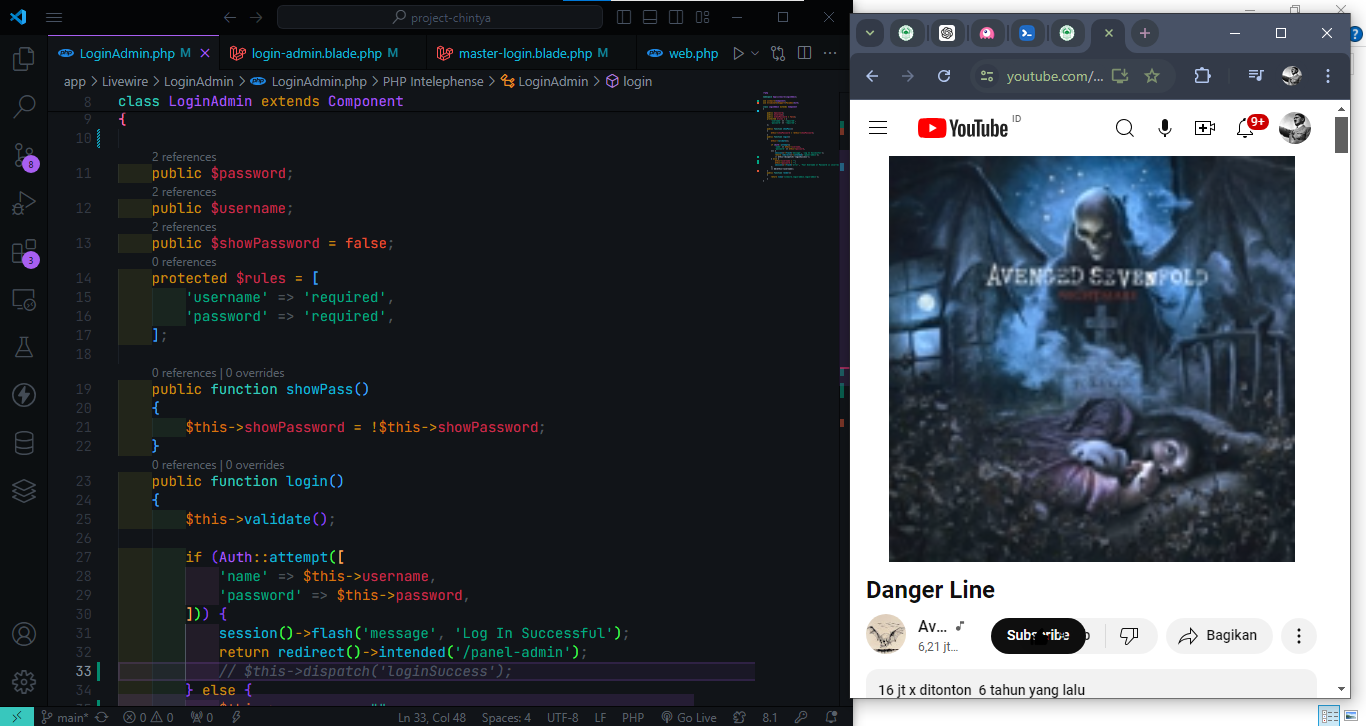 project-chintya
LoginAdmin.php M
login-admin.blade.php M
master-login.blade.php M
web.php
app > Livewire > LoginAdmin > LoginAdmin.php > PHP Intelephense > LoginAdmin > login
8 class LoginAdmin extends Component
9 {
10
2 references
11 public $password;
2 references
12 public $username;
2 references
13 public $showPassword = false;
0 references
14 protected $rules = [
15 'username' => 'required',
16 'password' => 'required',
17 ];
18
0 references | 0 overrides
19 public function showPass()
20 {
21 $this->showPassword = !$this->showPassword;
22 }
0 references | 0 overrides
23 public function login()
24 {
25 $this->validate();
26
27 if (Auth::attempt([
28 'name' => $this->username,
29 'password' => $this->password,
30 ])) {
31 session()->flash('message', 'Log In Successful');
32 return redirect()->intended('/panel-admin');
33 // $this->dispatch('loginSuccess');
34 } else {
8
3
main*
0 0
0
Ln 33, Col 48
Spaces: 4
UTF-8
LF
PHP
Go Live
8.1
youtube.com/...
YouTube ID
9+
AVENGED SEVENFOLD
NIGHTMARE
Danger Line
Av...
6,21 jt...
Subscribe
Bagikan
16 jt x ditonton 6 tahun yang lalu